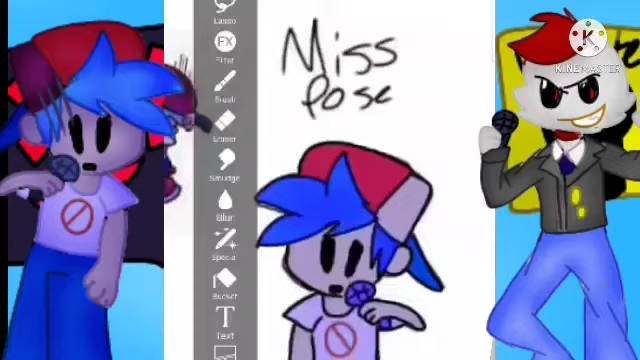 Lasso
FX
Filter
Brush
Eraser
Smudge
Blur
Special
Bucket
T
Text
Miss
Pose
K
KINEMASTER